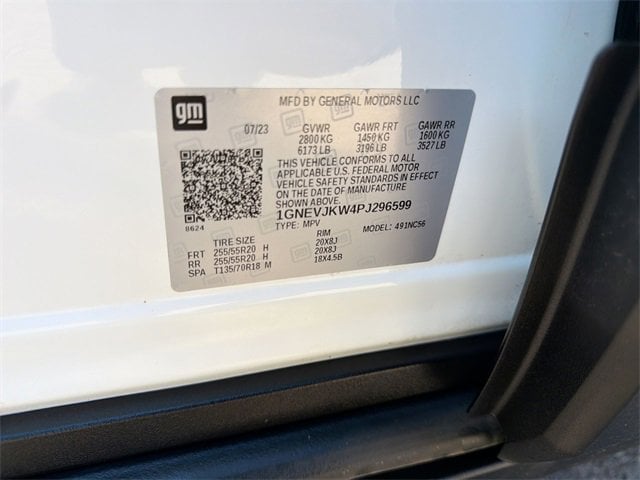 gm
MFD BY GENERAL MOTORS LLC
07/23 GVWR GAWR FRT GAWR RR
2800 KG 1450 KG 1600 KG
6173 LB 3196 LB 3527 LB
THIS VEHICLE CONFORMS TO ALL
APPLICABLE U.S. FEDERAL MOTOR
VEHICLE SAFETY STANDARDS IN EFFECT
ON THE DATE OF MANUFACTURE
SHOWN ABOVE.
1GNEVJKW4PJ296599
8624 TYPE: MPV MODEL: 491NC56
TIRE SIZE RIM
FRT 255/55R20 H 20X8J
RR 255/55R20 H 20X8J
SPA T135/70R18 M 18X4.5B